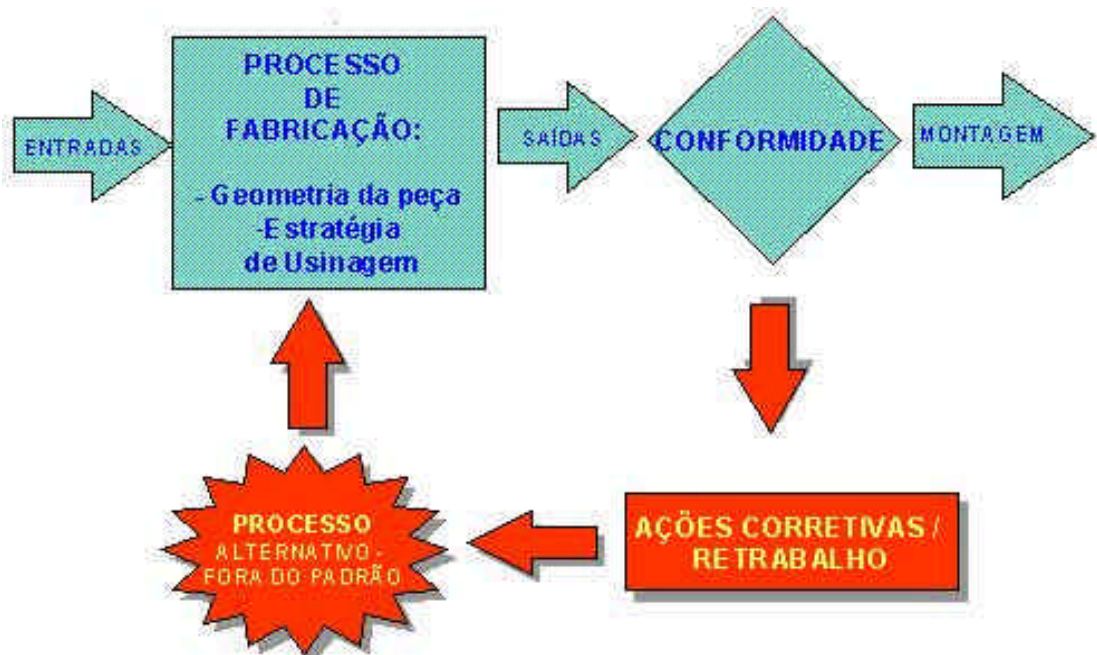 ENTRADAS
PROCESSO
DE
FABRICAÇÃO:
- Geometria da peça
-Estratégia
de Usinagem
SAÍDAS
CONFORMIDADE
MONTAGEM
AÇÕES CORRETIVAS /
RETRABALHO
PROCESSO
ALTERNATIVO -
FORA DO PADRÃO